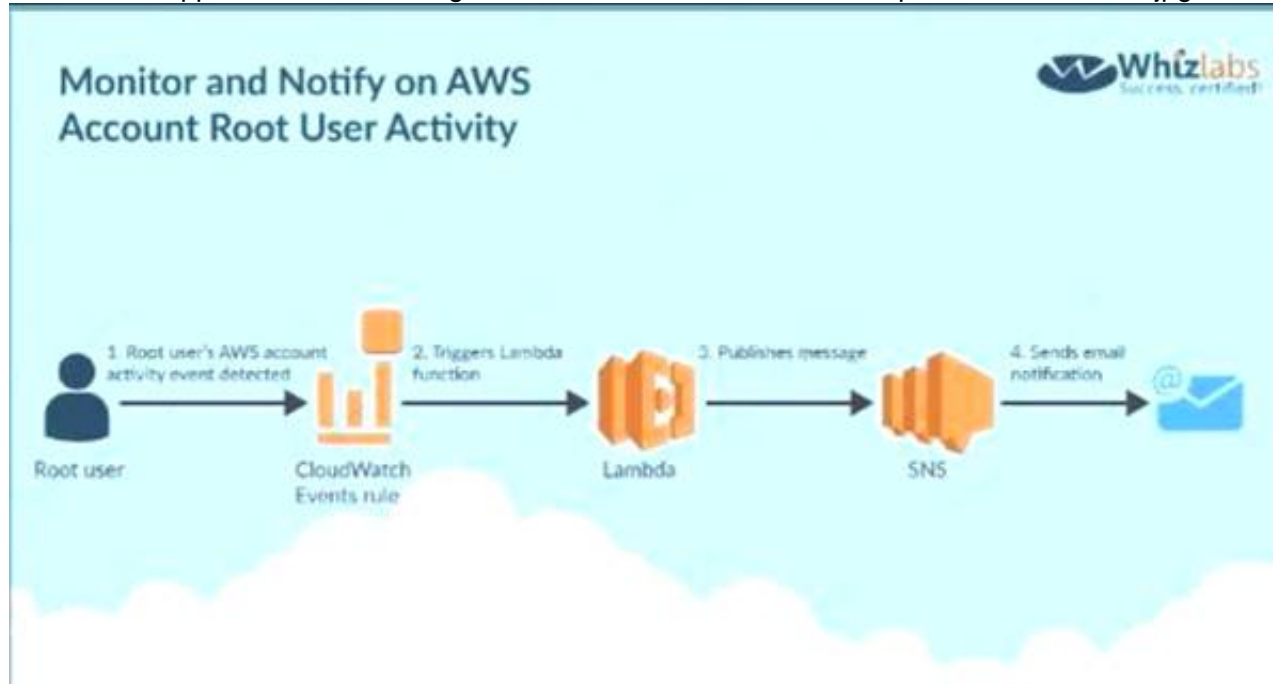 Monitor and Notify on AWS
Account Root User Activity
Whizlabs
Success certified!
1. Root user's AWS account
activity event detected
2. Triggers Lambda
function
3. Publishes message
4. Sends email
notification
@
Root user
CloudWatch
Events rule
Lambda
SNS